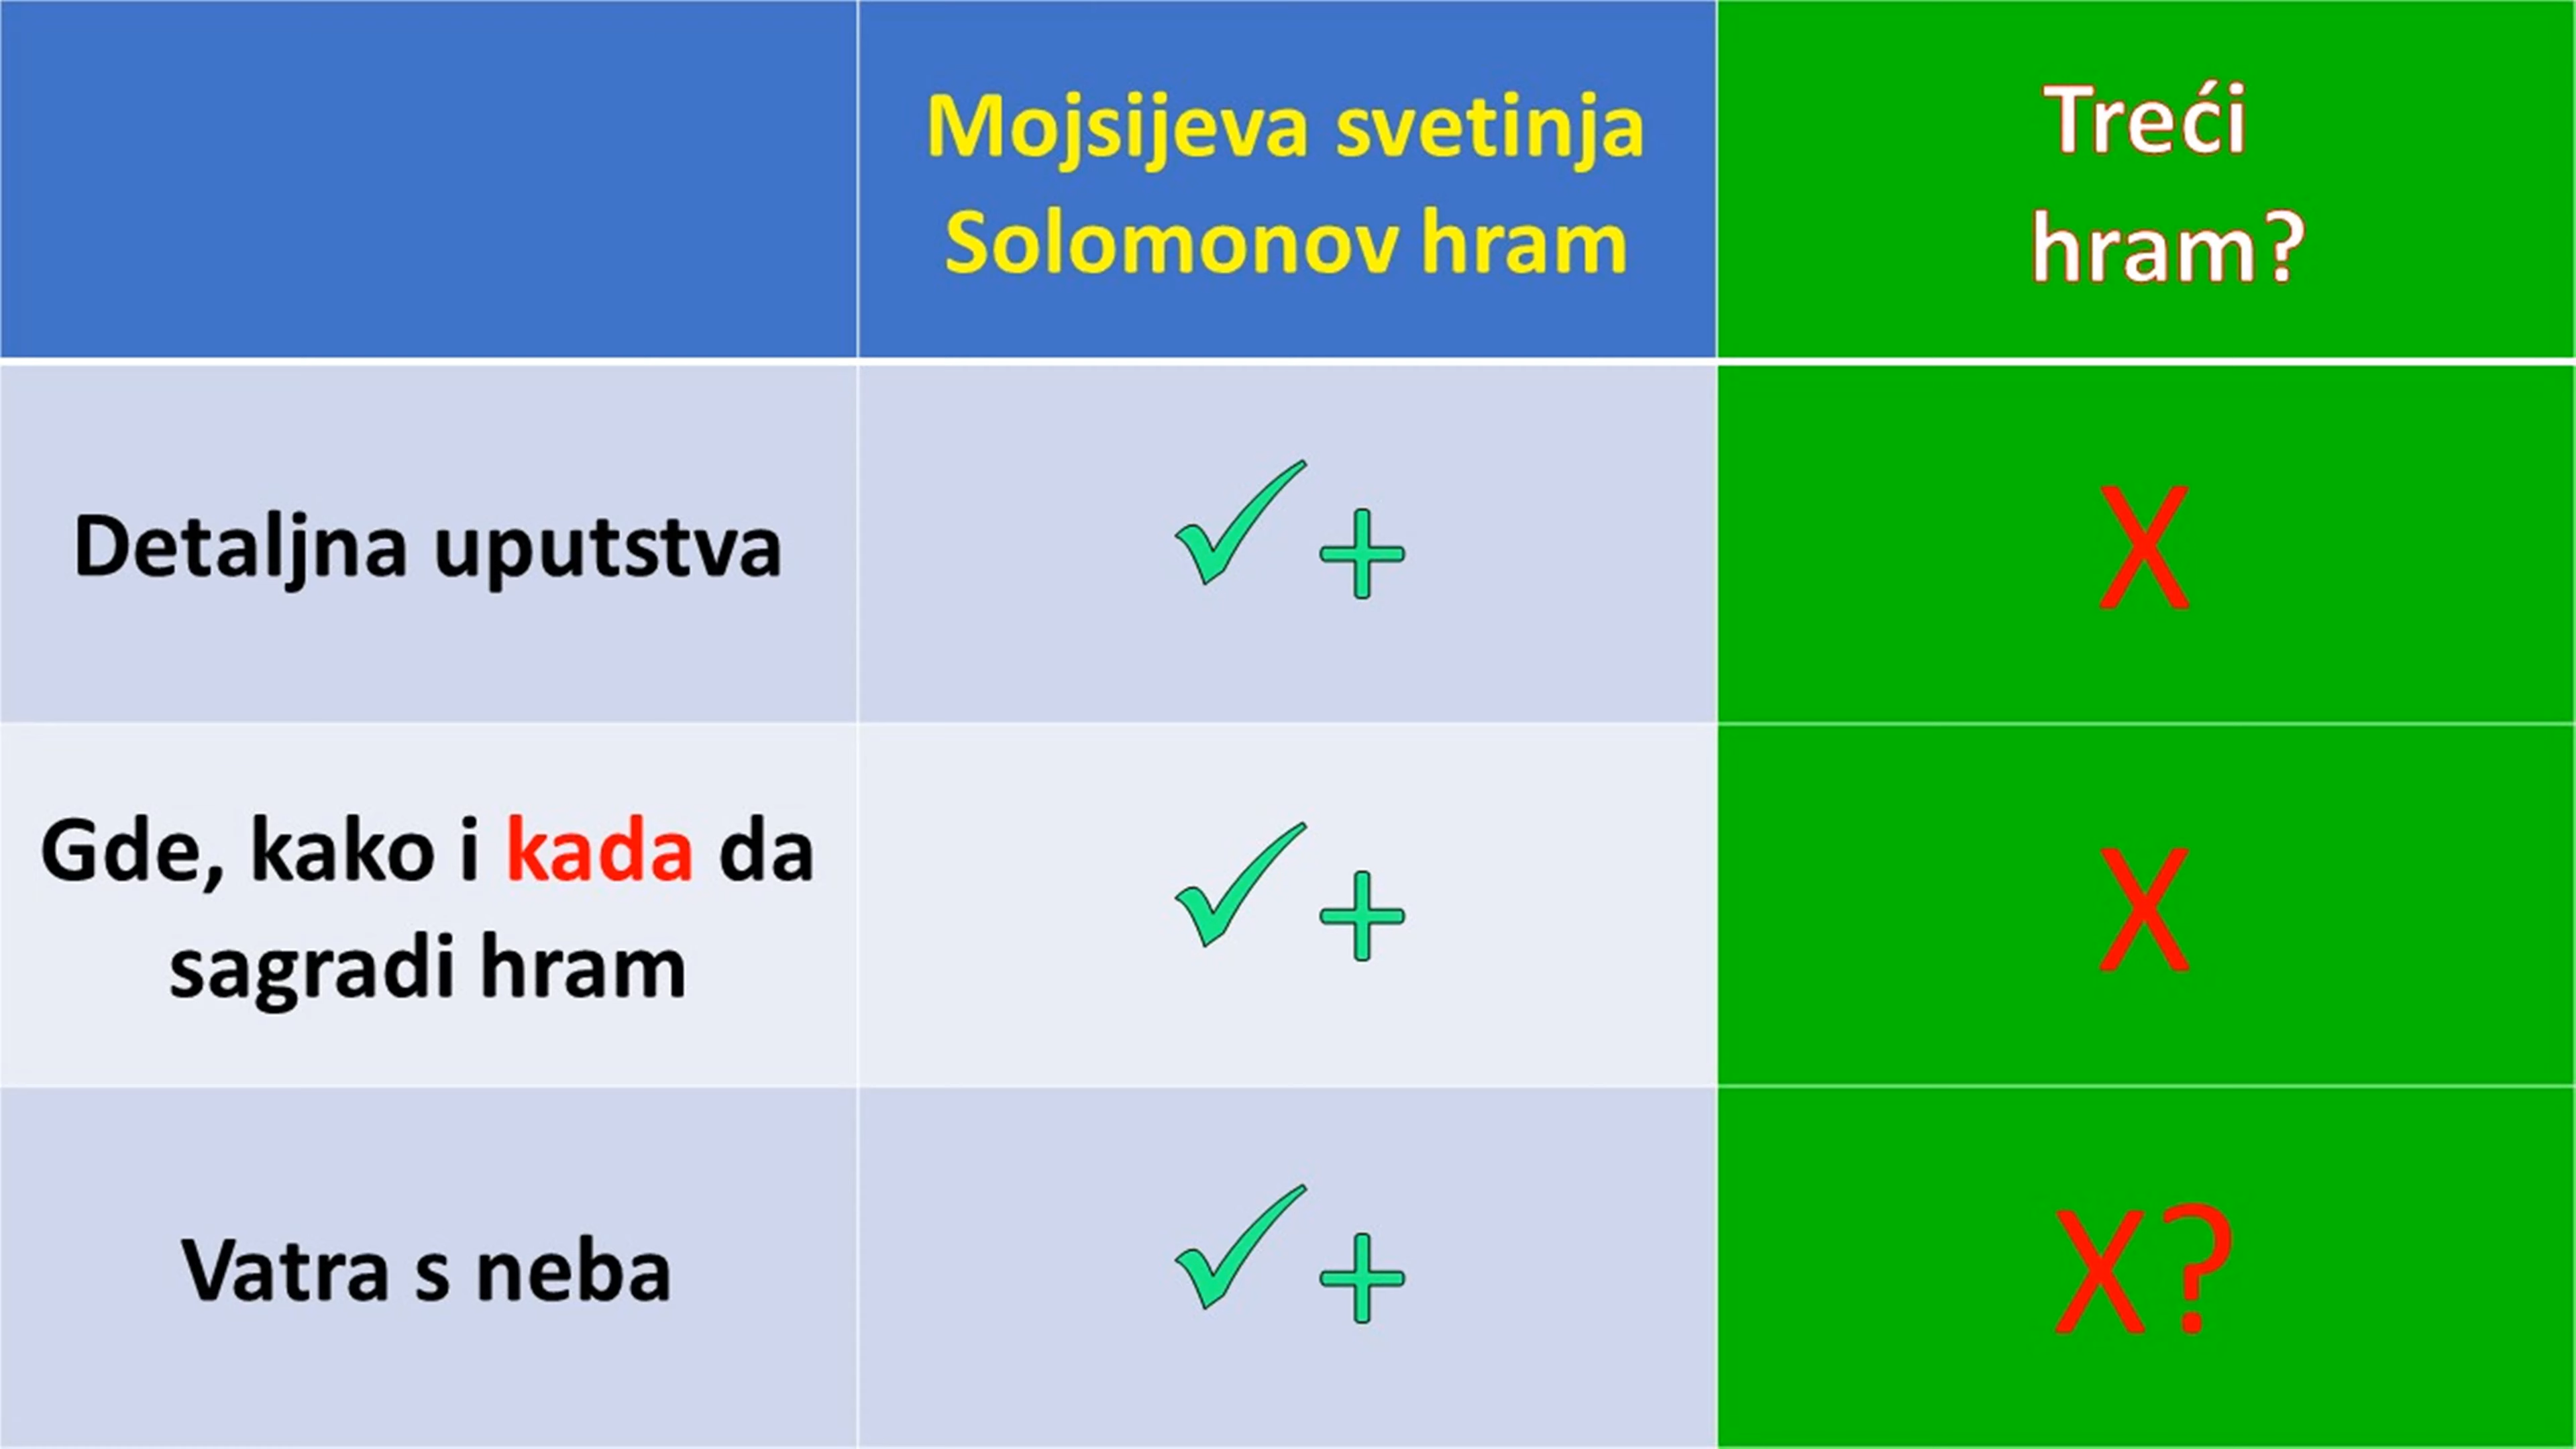 Mojsijeva svetinja
Solomonov hram
Treći
hram?
Detaljna uputstva
✓ +
X
Gde, kako i kada da
sagradi hram
✓ +
X
Vatra s neba
✓ +
X?